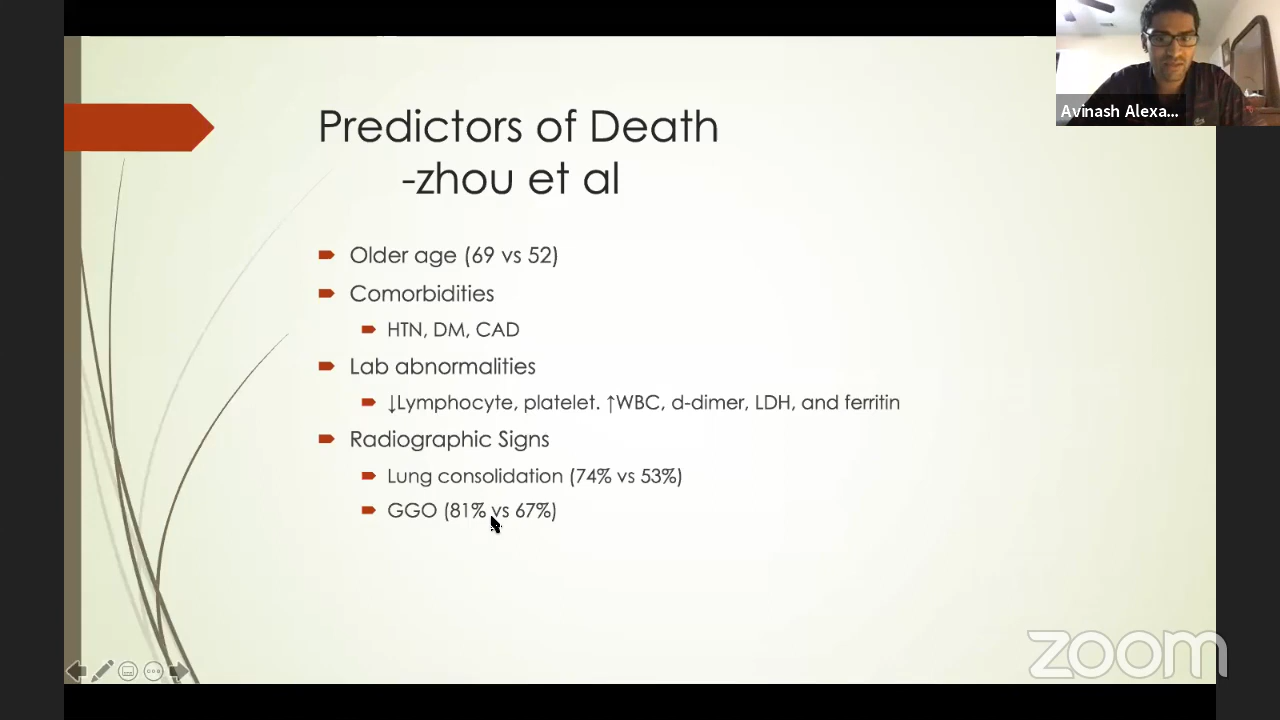 Avinash Alexa...
Predictors of Death
-zhou et al
Older age (69 vs 52)
Comorbidities
HTN, DM, CAD
Lab abnormalities
↓Lymphocyte, platelet. ↑WBC, d-dimer, LDH, and ferritin
Radiographic Signs
Lung consolidation (74% vs 53%)
GGO (81% vs 67%)
zoom